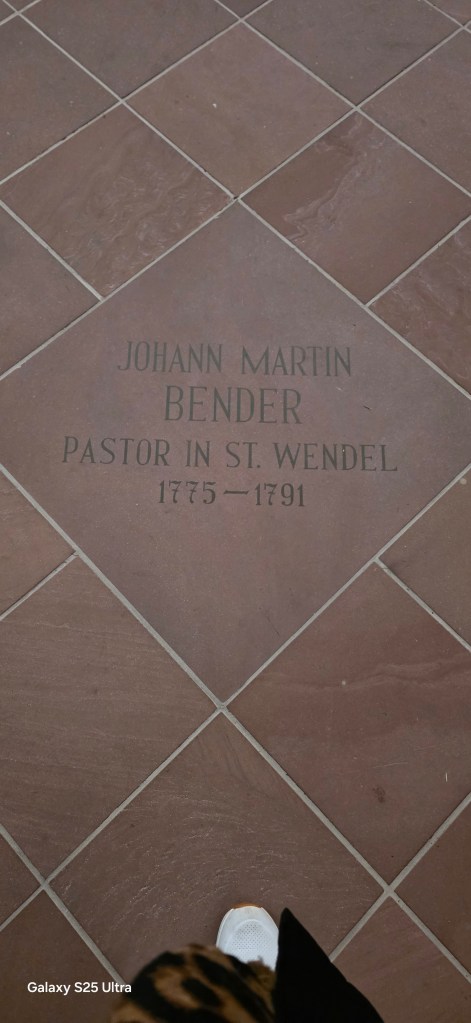 JOHANN MARTIN
BENDER
PASTOR IN ST. WENDEL
1775—1791
Galaxy S25 Ultra